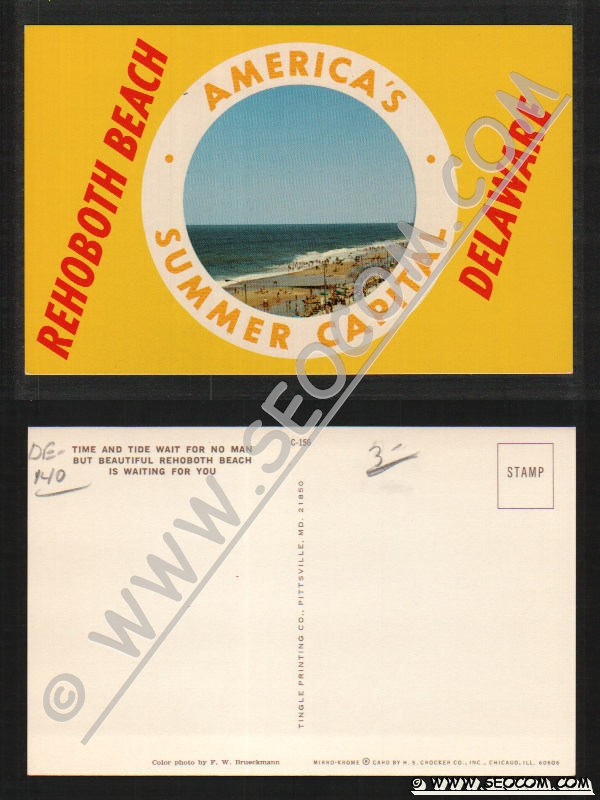 REHOBOTH BEACH
AMERICA'S
SUMMER CAPITAL
DELAWARE
DE-
140
TIME AND TIDE WAIT FOR NO MAN
BUT BEAUTIFUL REHOBOTH BEACH
IS WAITING FOR YOU
C-156
3-
STAMP
TINGLE PRINTING CO., PITTSVILLE, MD. 21850
Color photo by F. W. Brueckmann
MIRRO-KROME ® CARD BY H. S. CROCKER CO., INC., CHICAGO, ILL. 60606
© WWW.SEOCOM.COM
© WWW.SEOCOM.COM